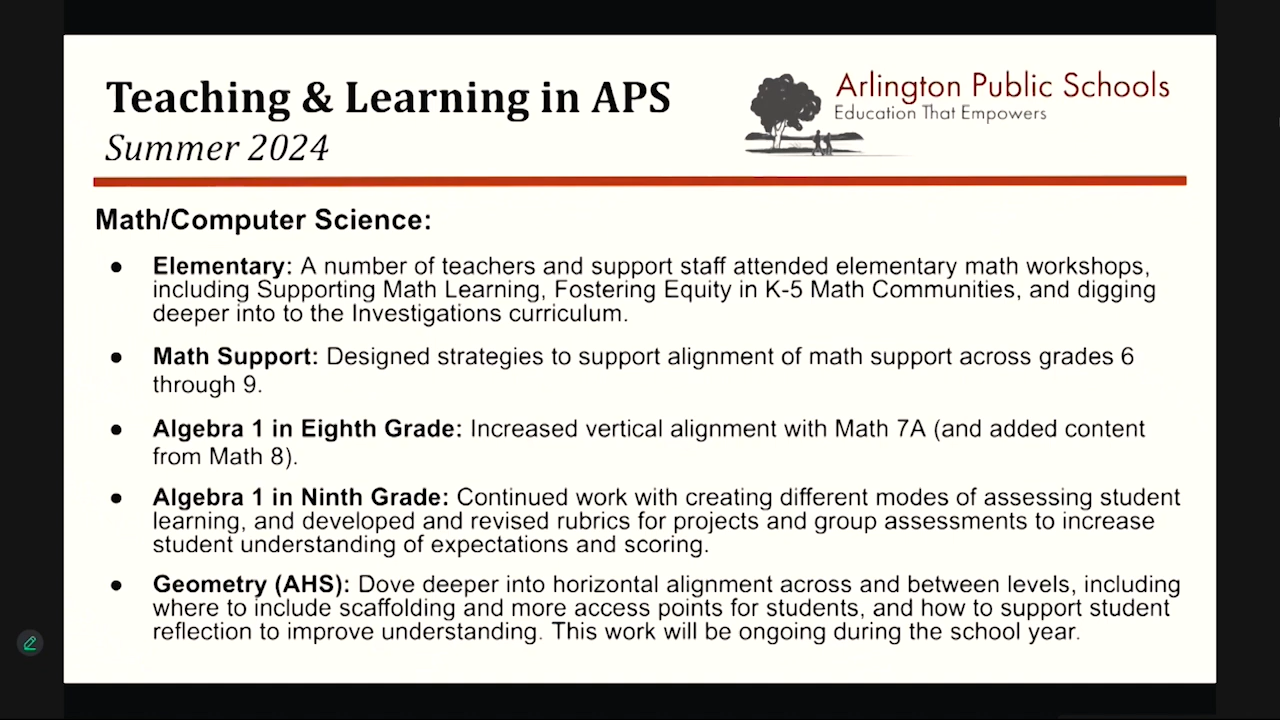 Teaching & Learning in APS
Summer 2024
Arlington Public Schools
Education That Empowers
Math/Computer Science:
● Elementary: A number of teachers and support staff attended elementary math workshops,
including Supporting Math Learning, Fostering Equity in K-5 Math Communities, and digging
deeper into to the Investigations curriculum.
● Math Support: Designed strategies to support alignment of math support across grades 6
through 9.
● Algebra 1 in Eighth Grade: Increased vertical alignment with Math 7A (and added content
from Math 8).
● Algebra 1 in Ninth Grade: Continued work with creating different modes of assessing student
learning, and developed and revised rubrics for projects and group assessments to increase
student understanding of expectations and scoring.
● Geometry (AHS): Dove deeper into horizontal alignment across and between levels, including
where to include scaffolding and more access points for students, and how to support student
reflection to improve understanding. This work will be ongoing during the school year.